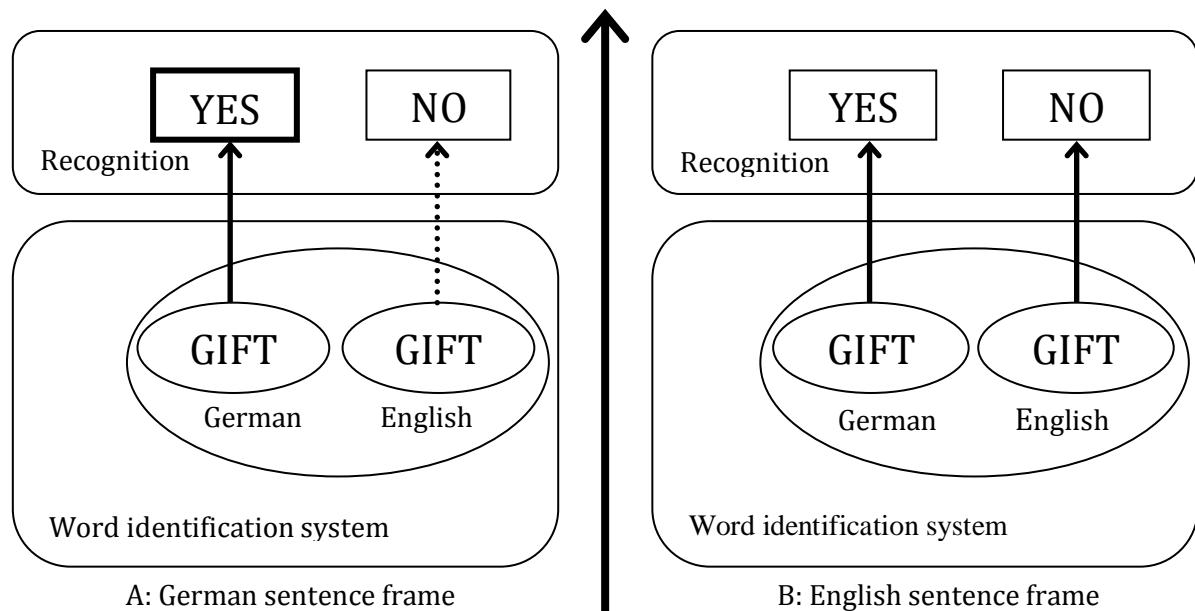 YES
NO
Recognition
GIFT
GIFT
German
English
Word identification system
A: German sentence frame
YES
NO
Recognition
GIFT
GIFT
German
English
Word identification system
B: English sentence frame